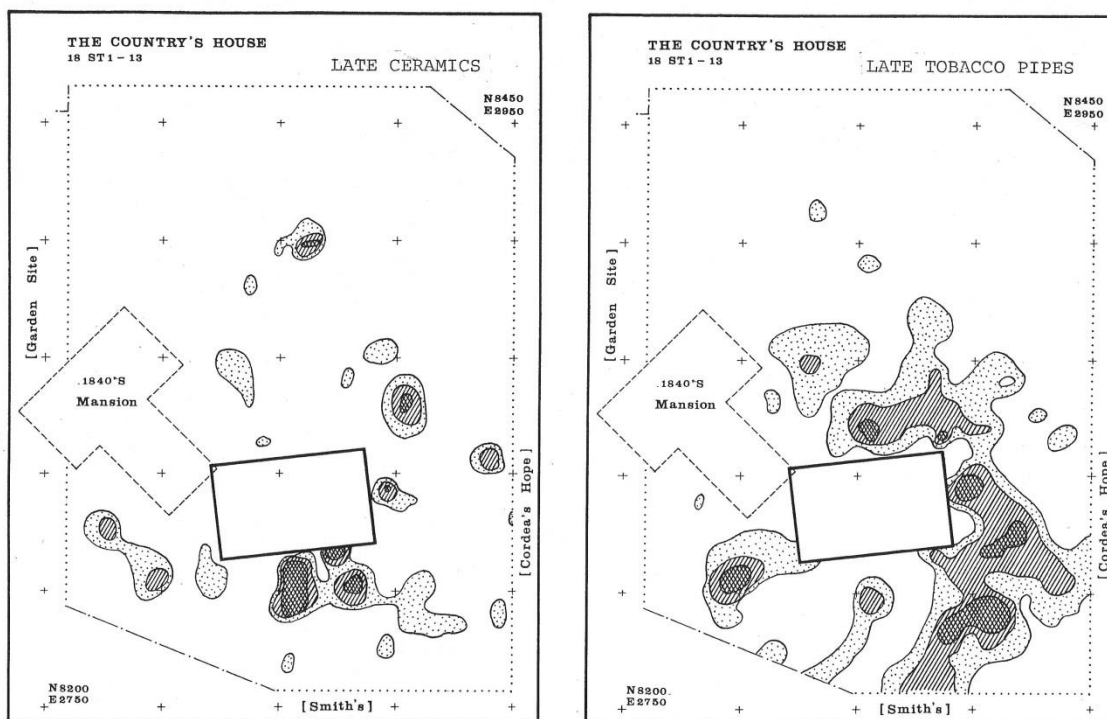 THE COUNTRY'S HOUSE
18 ST1-13
LATE CERAMICS
N8450
E2950
[Garden Site]
.1840"S
Mansion
[Cordea's Hope]
N8200
E2750
[Smith's]
THE COUNTRY'S HOUSE
18 ST1-13
LATE TOBACCO PIPES
N8450
E2950
[Garden Site]
.1840"S
Mansion
[Cordea's Hope]
N8200.
E2750
[Smith's]